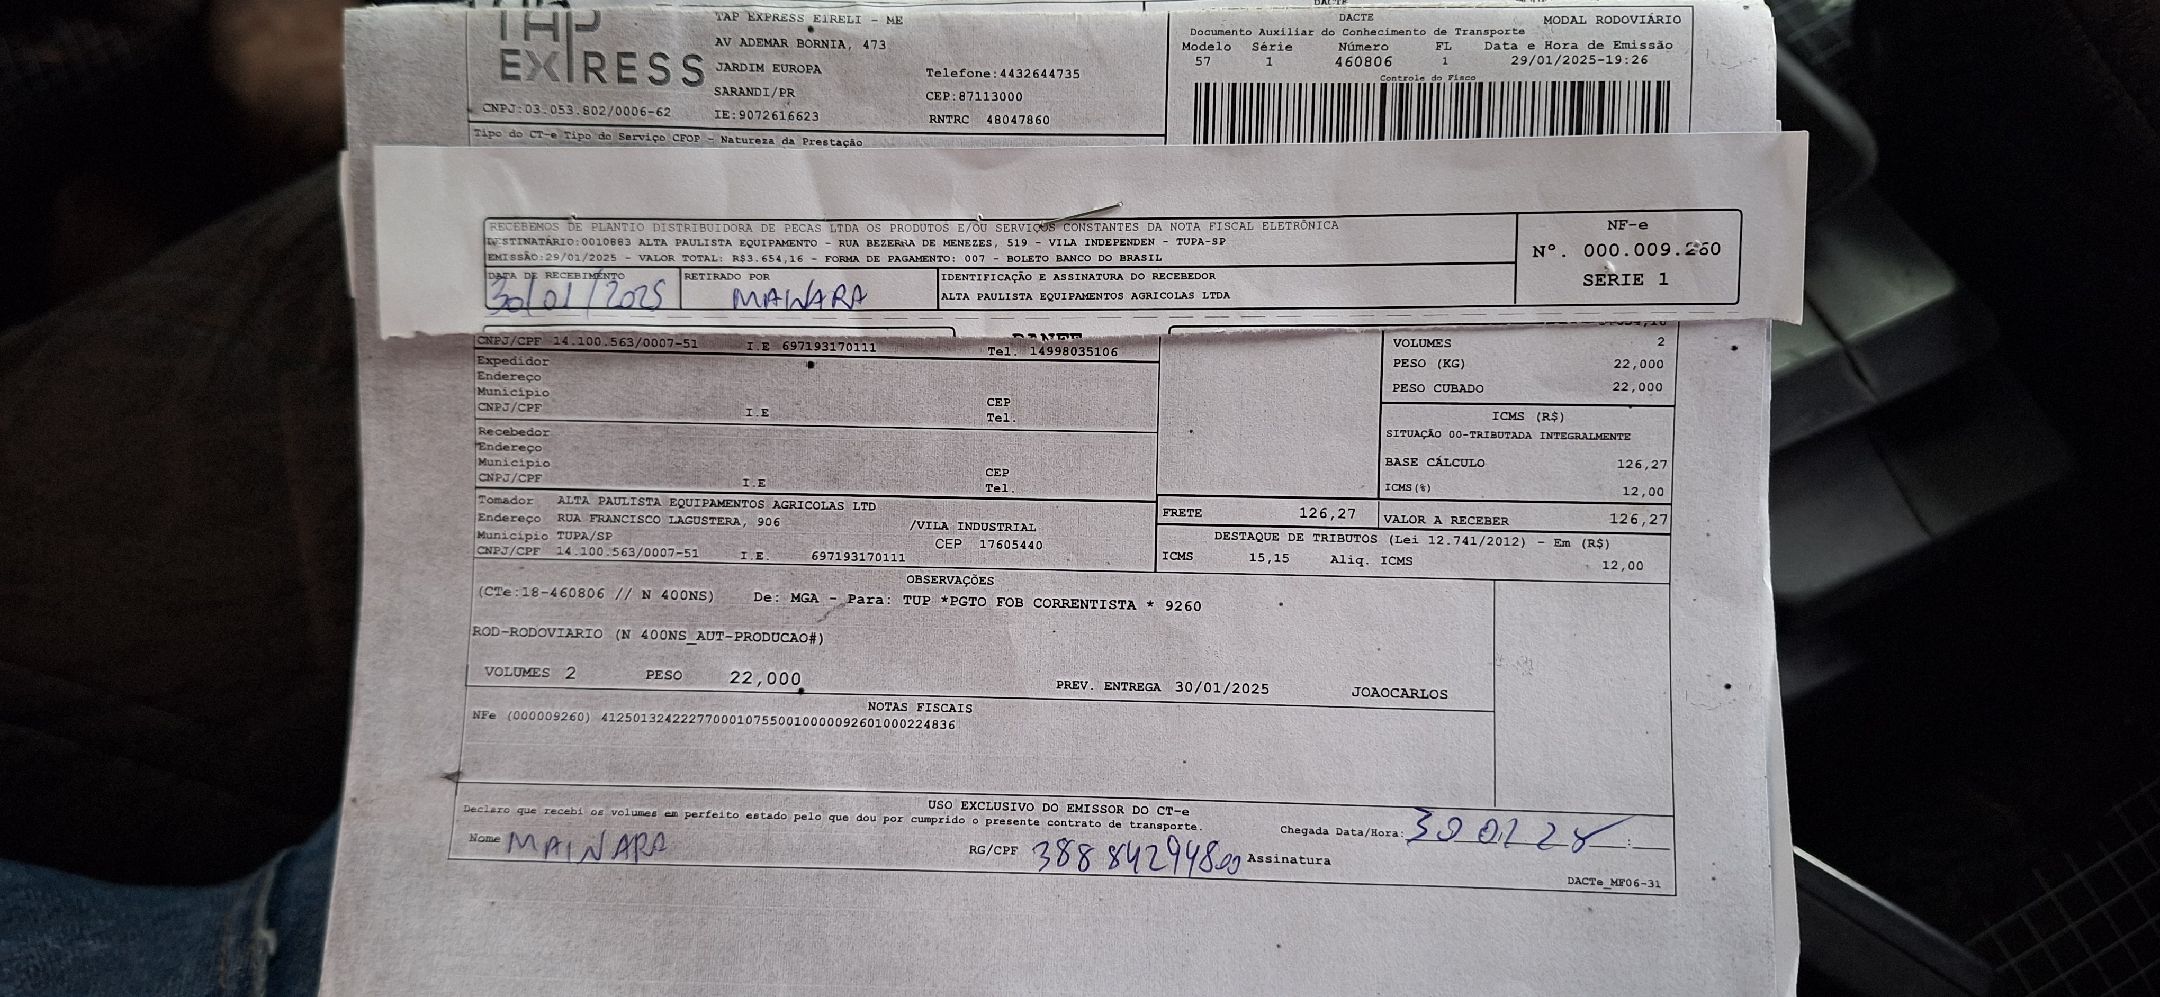 TAP
EXPRESS
CNPJ:03.053.802/0006-62
TAP EXPRESS EIRELI - ME
AV ADEMAR BORNIA, 473
JARDIM EUROPA
SARANDI/PR
IE:9072616623
Telefone:4432644735
CEP:87113000
RNTRC 48047860
DACTE MODAL RODOVIÁRIO
Documento Auxiliar do Conhecimento de Transporte
Modelo Série Número FL Data e Hora de Emissão
57 1 460806 1 29/01/2025-19:26
Controle do Fisco
Tipo do CT-e Tipo do Serviço CFOP - Natureza da Prestação
RECEBEMOS DE PLANTIO DISTRIBUIDORA DE PECAS LTDA OS PRODUTOS E/OU SERVIÇOS CONSTANTES DA NOTA FISCAL ELETRÔNICA
DESTINATÁRIO:0010883 ALTA PAULISTA EQUIPAMENTO - RUA BEZERRA DE MENEZES, 519 - VILA INDEPENDEN - TUPA-SP
EMISSÃO:29/01/2025 - VALOR TOTAL: R$3.654,16 - FORMA DE PAGAMENTO: 007 - BOLETO BANCO DO BRASIL
DATA DE RECEBIMENTO
30/01/2025
RETIRADO POR
MAINARA
IDENTIFICAÇÃO E ASSINATURA DO RECEBEDOR
ALTA PAULISTA EQUIPAMENTOS AGRICOLAS LTDA
NF-e
Nº. 000.009.260
SÉRIE 1
CNPJ/CPF 14.100.563/0007-51 I.E 697193170111 Tel. 14998035106
Expedidor
Endereço
Município CEP
CNPJ/CPF I.E Tel.
Recebedor
Endereço
Município CEP
CNPJ/CPF I.E Tel.
Tomador ALTA PAULISTA EQUIPAMENTOS AGRICOLAS LTD
Endereço RUA FRANCISCO LAGUSTERA, 906 /VILA INDUSTRIAL
Município TUPA/SP CEP 17605440
CNPJ/CPF 14.100.563/0007-51 I.E. 697193170111
VOLUMES 2
PESO (KG) 22,000
PESO CUBADO 22,000
ICMS (R$)
SITUAÇÃO 00-TRIBUTADA INTEGRALMENTE
BASE CÁLCULO 126,27
ICMS(%) 12,00
FRETE 126,27 VALOR A RECEBER 126,27
DESTAQUE DE TRIBUTOS (Lei 12.741/2012) - Em (R$)
ICMS 15,15 Aliq. ICMS 12,00
OBSERVAÇÕES
(CTe:18-460806 // N 400NS) De: MGA - Para: TUP *PGTO FOB CORRENTISTA * 9260
ROD-RODOVIARIO (N 400NS_AUT-PRODUCAO#)
VOLUMES 2 PESO 22,000 PREV. ENTREGA 30/01/2025 JOAOCARLOS
NOTAS FISCAIS
NFe (000009260) 41250132422277000107550010000092601000224836
USO EXCLUSIVO DO EMISSOR DO CT-e
Declaro que recebi os volumes em perfeito estado pelo que dou por cumprido o presente contrato de transporte.
Nome MAINARA RG/CPF Assinatura
Chegada Data/Hora:
DACTe_MF06-31